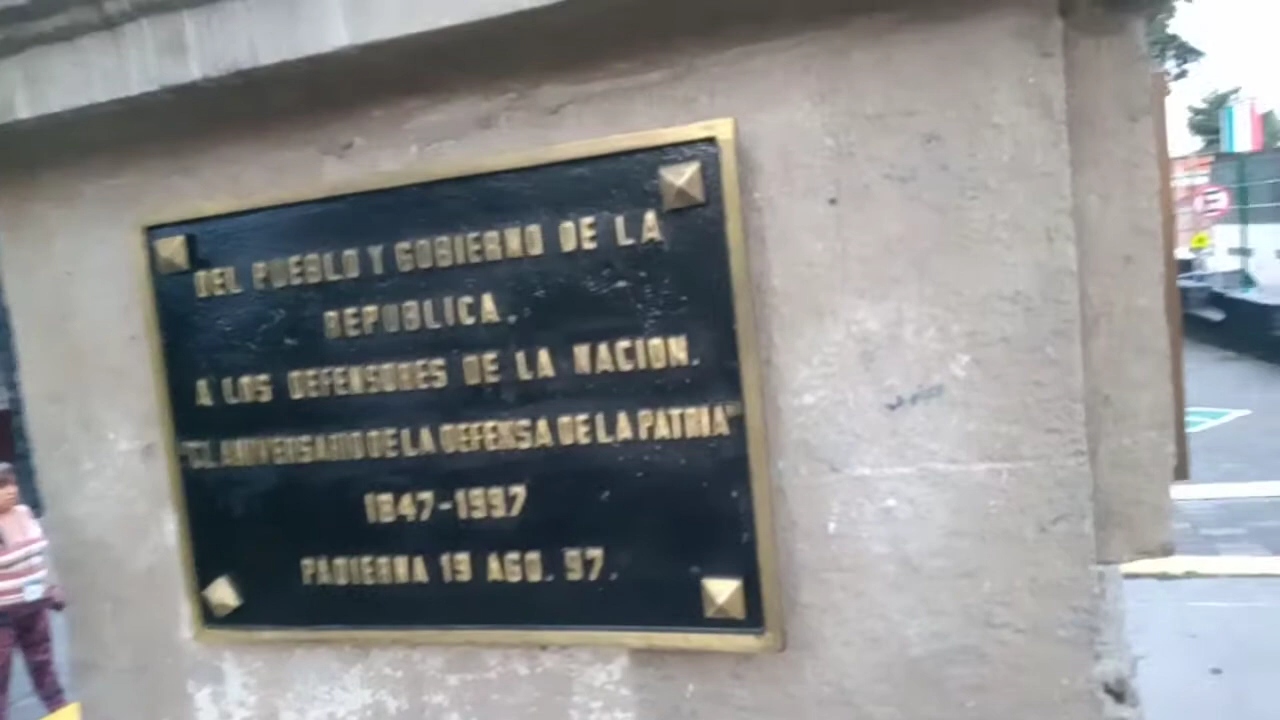 DEL PUEBLO Y GOBIERNO DE LA
REPUBLICA.
A LOS DEFENSORES DE LA NACION.
"CL ANIVERSARIO DE LA DEFENSA DE LA PATRIA"
1847-1997
PADIERNA 19 AGO. 97.